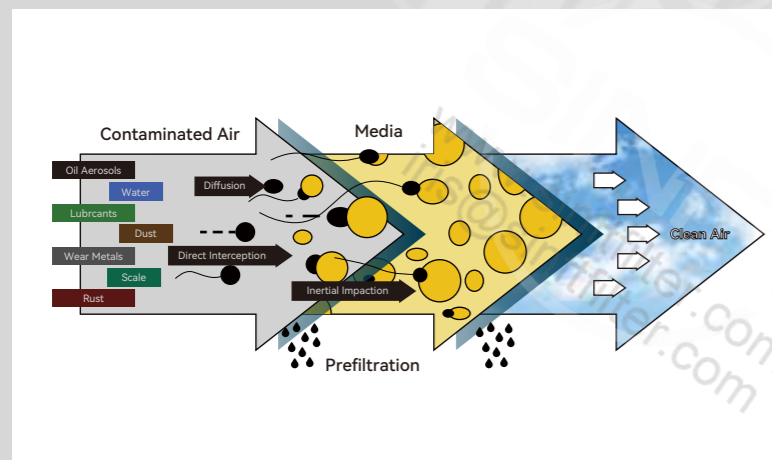 Contaminated Air
Media
Oil Aerosols
Water
Lubrcants
Dust
Wear Metals
Scale
Rust
Diffusion
Direct Interception
Inertial Impaction
Clean Air
Prefiltration